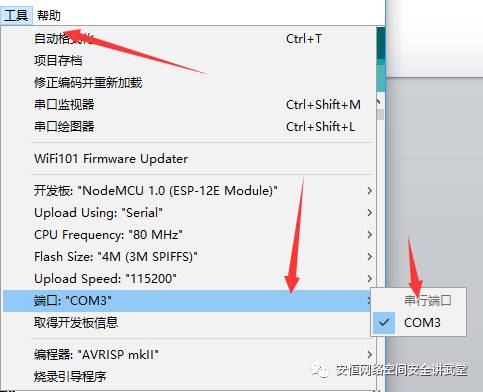 工具 帮助
自动格式化 Ctrl+T
项目存档
修正编码并重新加载
串口监视器 Ctrl+Shift+M
串口绘图器 Ctrl+Shift+L
WiFi101 Firmware Updater
开发板: "NodeMCU 1.0 (ESP-12E Module)"
Upload Using: "Serial"
CPU Frequency: "80 MHz"
Flash Size: "4M (3M SPIFFS)"
Upload Speed: "115200"
端口: "COM3"
串行端口
COM3
取得开发板信息
编程器: "AVRISP mkII"
烧录引导程序
安恒网络空间安全讲武堂